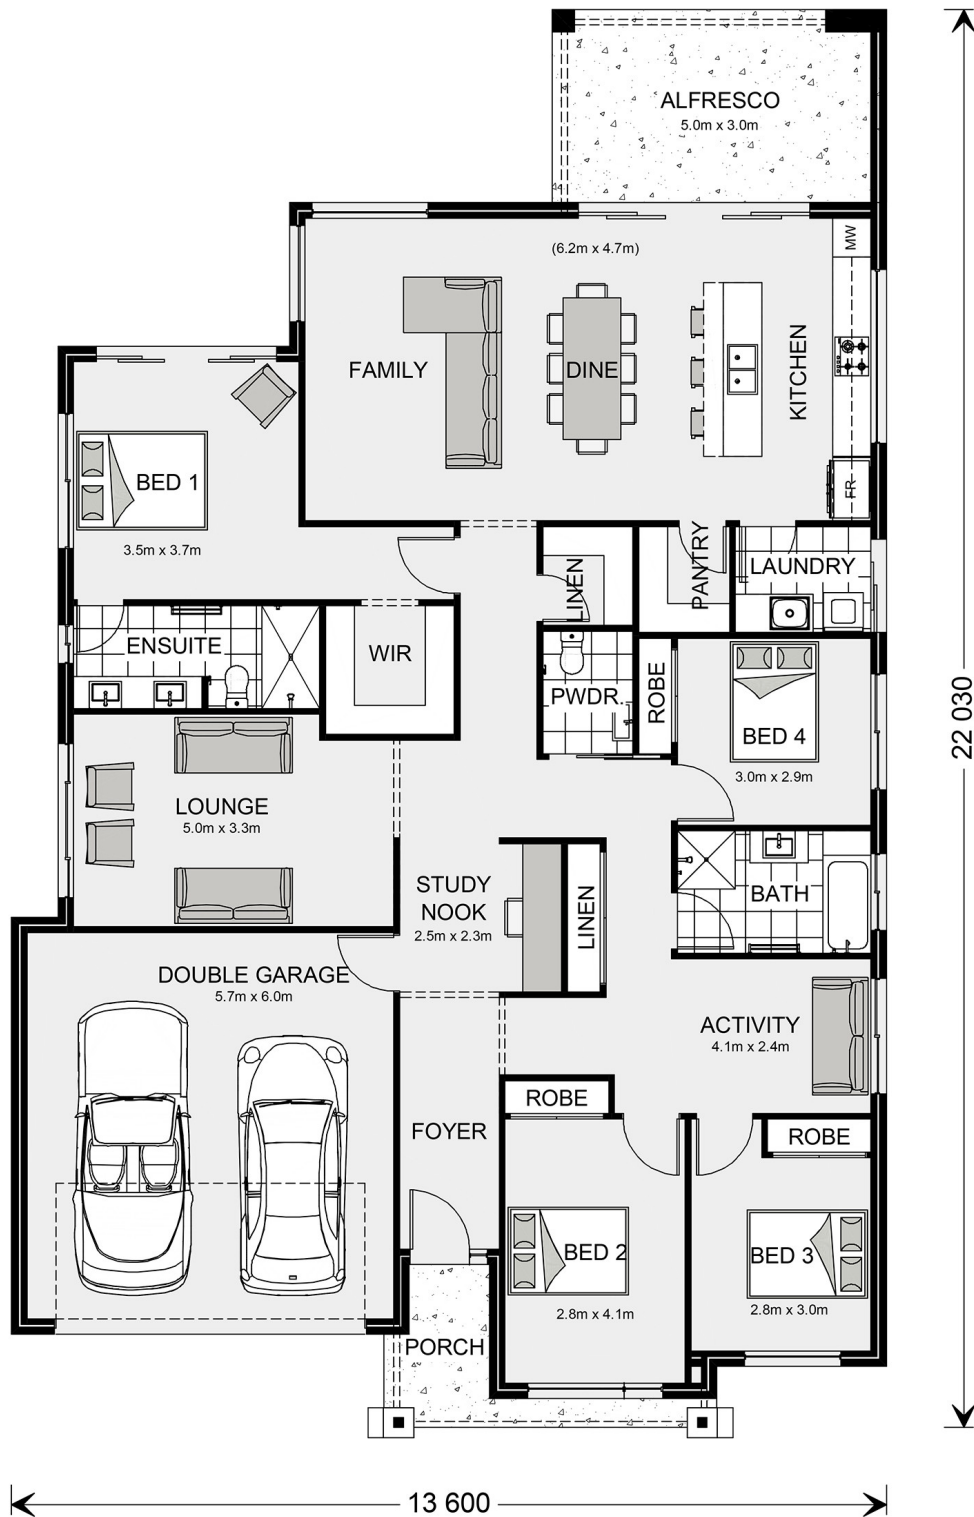 ALFRESCO
5.0m x 3.0m
MW
(6.2m x 4.7m)
FAMILY
DINE
KITCHEN
FR
BED 1
3.5m x 3.7m
LINEN
PANTRY
LAUNDRY
ENSUITE
WIR
PWDR.
ROBE
BED 4
3.0m x 2.9m
22 030
LOUNGE
5.0m x 3.3m
STUDY
NOOK
2.5m x 2.3m
LINEN
BATH
DOUBLE GARAGE
5.7m x 6.0m
ACTIVITY
4.1m x 2.4m
ROBE
FOYER
ROBE
BED 2
2.8m x 4.1m
BED 3
2.8m x 3.0m
PORCH
13 600